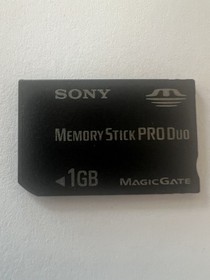 SONY
MEMORY STICK PRO DUO
1GB
MAGICGATE